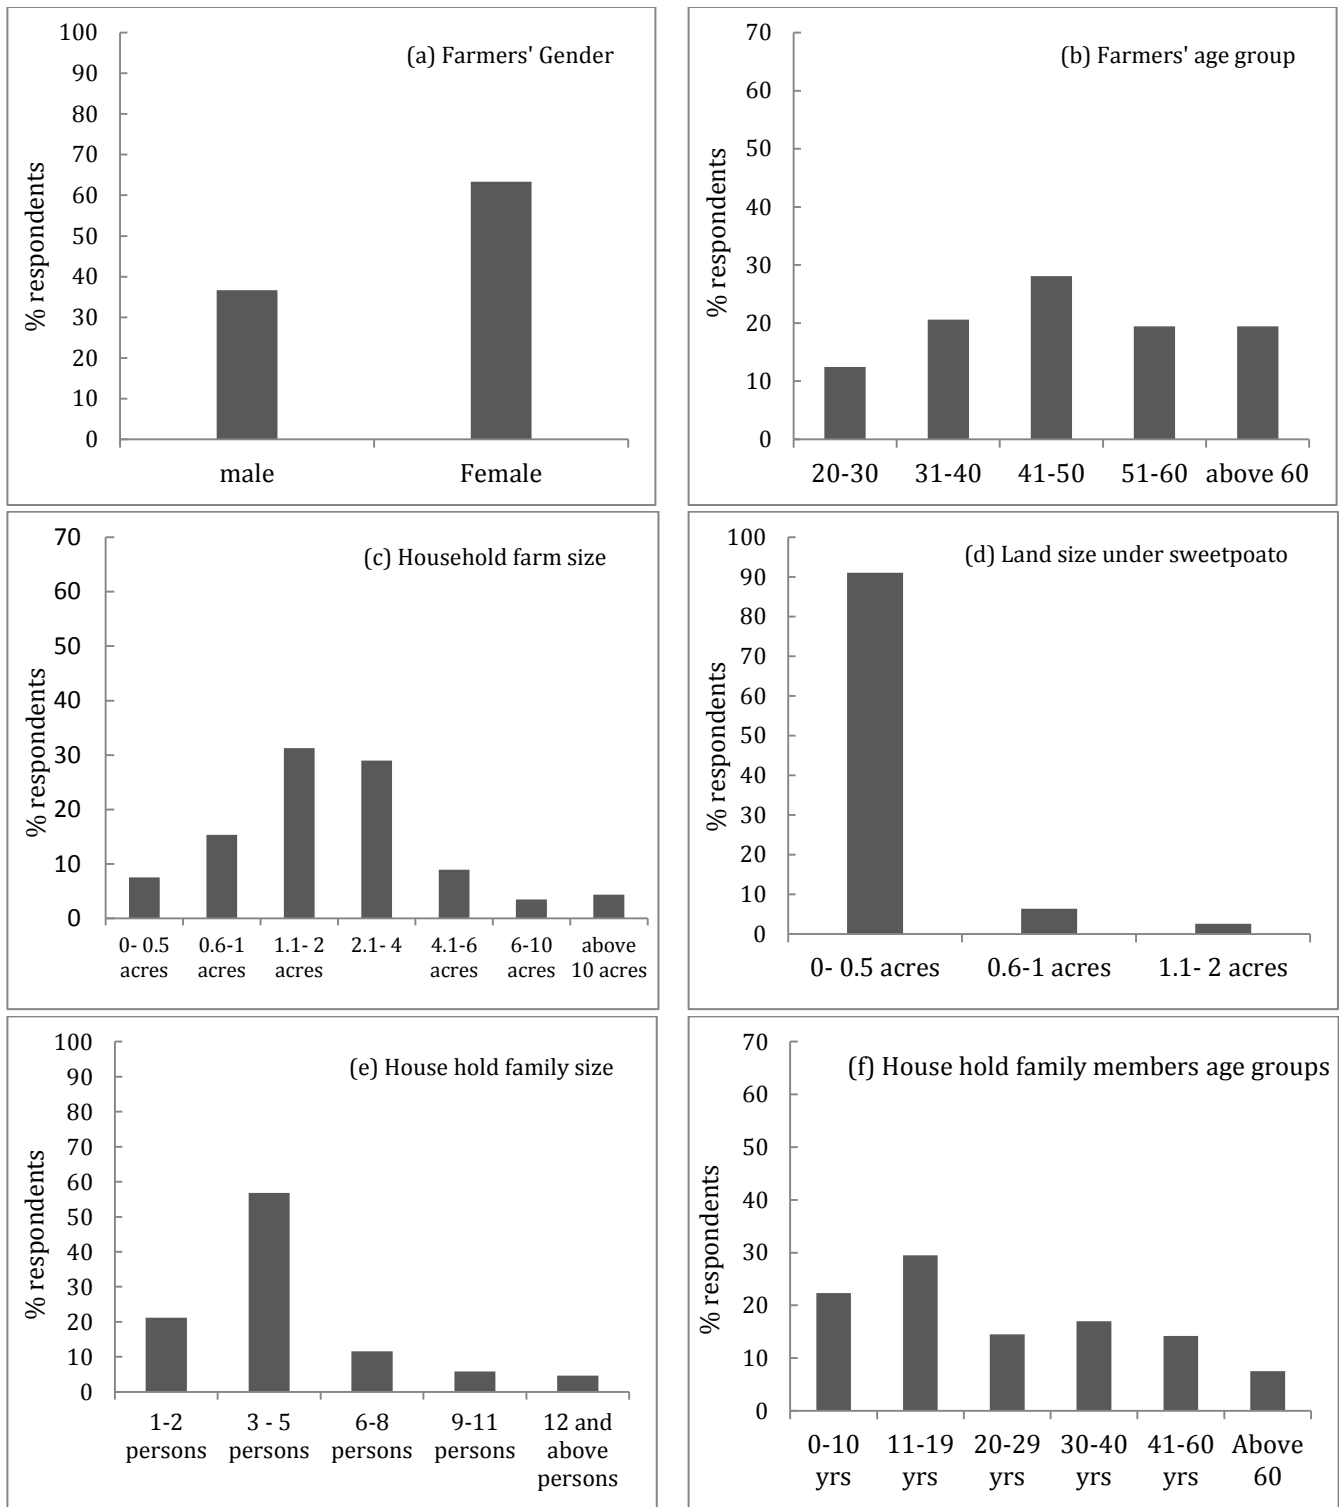 (a) Farmers' Gender
% respondents
100
90
80
70
60
50
40
30
20
10
0
male Female
(b) Farmers' age group
% respondents
70
60
50
40
30
20
10
0
20-30 31-40 41-50 51-60 above 60
(c) Household farm size
% respondents
70
60
50
40
30
20
10
0
0- 0.5 0.6-1 1.1- 2 2.1- 4 4.1-6 6-10 above
acres acres acres acres acres 10 acres
(d) Land size under sweetpoato
% respondents
100
90
80
70
60
50
40
30
20
10
0
0- 0.5 acres 0.6-1 acres 1.1- 2 acres
(e) House hold family size
% respondents
100
90
80
70
60
50
40
30
20
10
0
1-2 3 - 5 6-8 9-11 12 and
persons persons persons persons above
persons
(f) House hold family members age groups
% respondents
70
60
50
40
30
20
10
0
0-10 11-19 20-29 30-40 41-60 Above
yrs yrs yrs yrs yrs 60